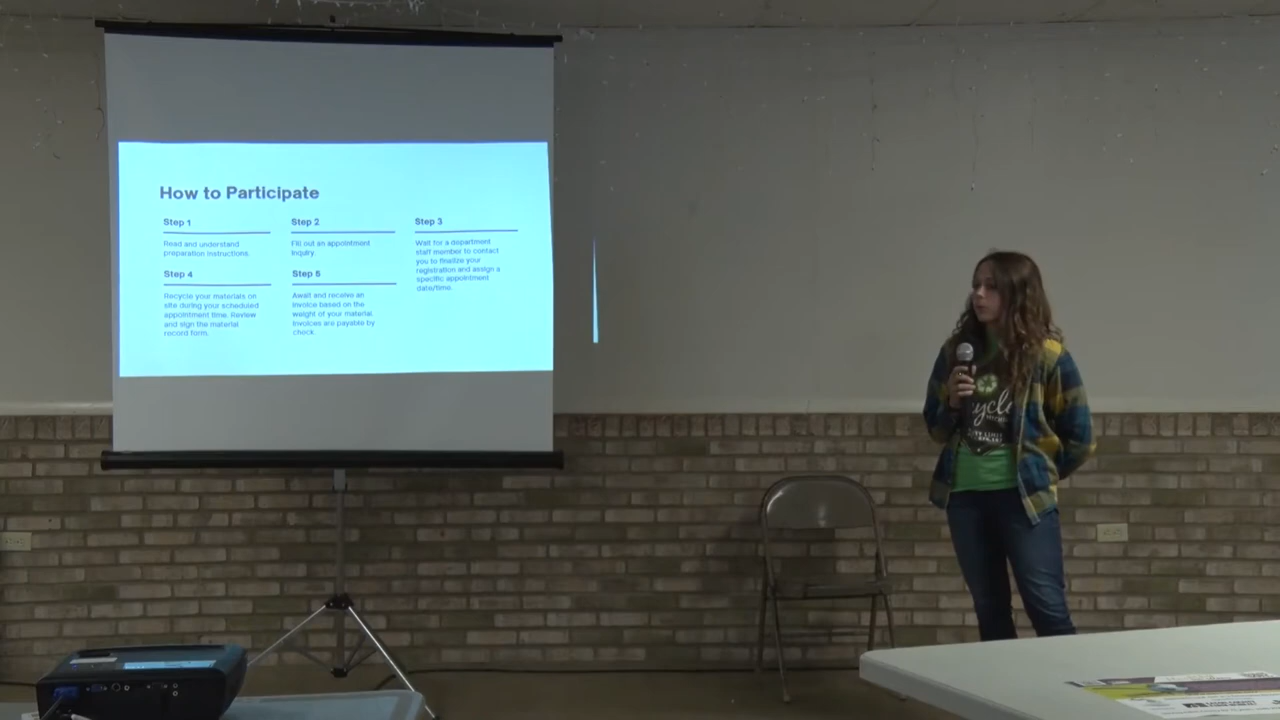 How to Participate
Step 1
Read and understand
preparation instructions.
Step 2
Fill out an appointment
inquiry.
Step 3
Wait for a department
staff member to contact
you to finalize your
registration and assign a
specific appointment
date/time.
Step 4
Recycle your materials on
site during your scheduled
appointment time. Review
and sign the material
record form.
Step 5
Await and receive an
invoice based on the
weight of your material.
Invoices are payable by
check.